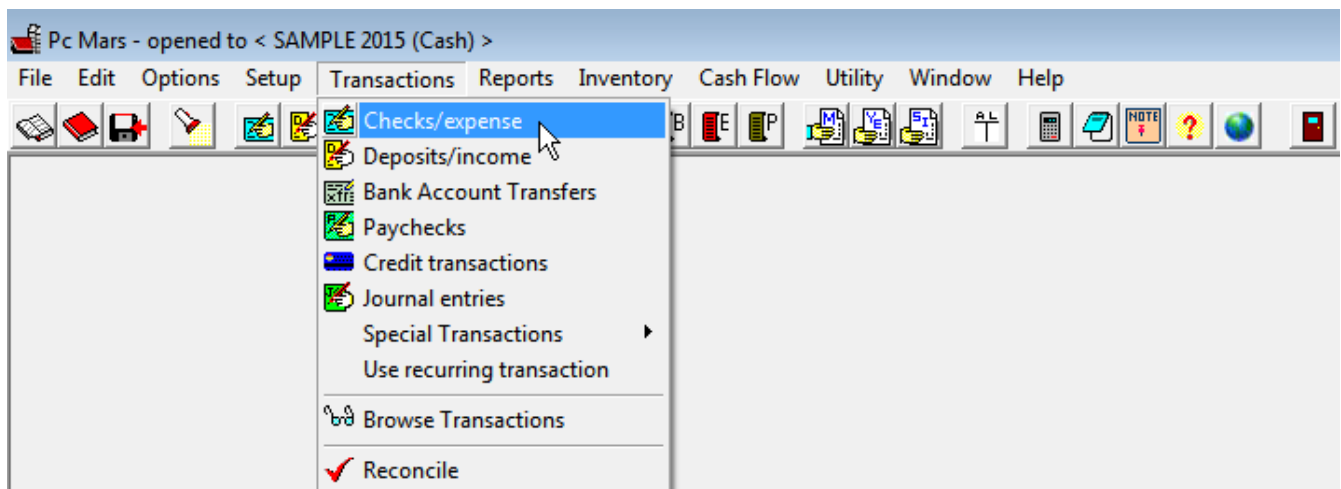 Pc Mars - opened to < SAMPLE 2015 (Cash) >
File Edit Options Setup Transactions Reports Inventory Cash Flow Utility Window Help
B E P M Y E S I A L NOTE ?
Checks/expense
Deposits/income
xfr
Bank Account Transfers
Paychecks
Credit transactions
Journal entries
Special Transactions
Use recurring transaction
Browse Transactions
Reconcile